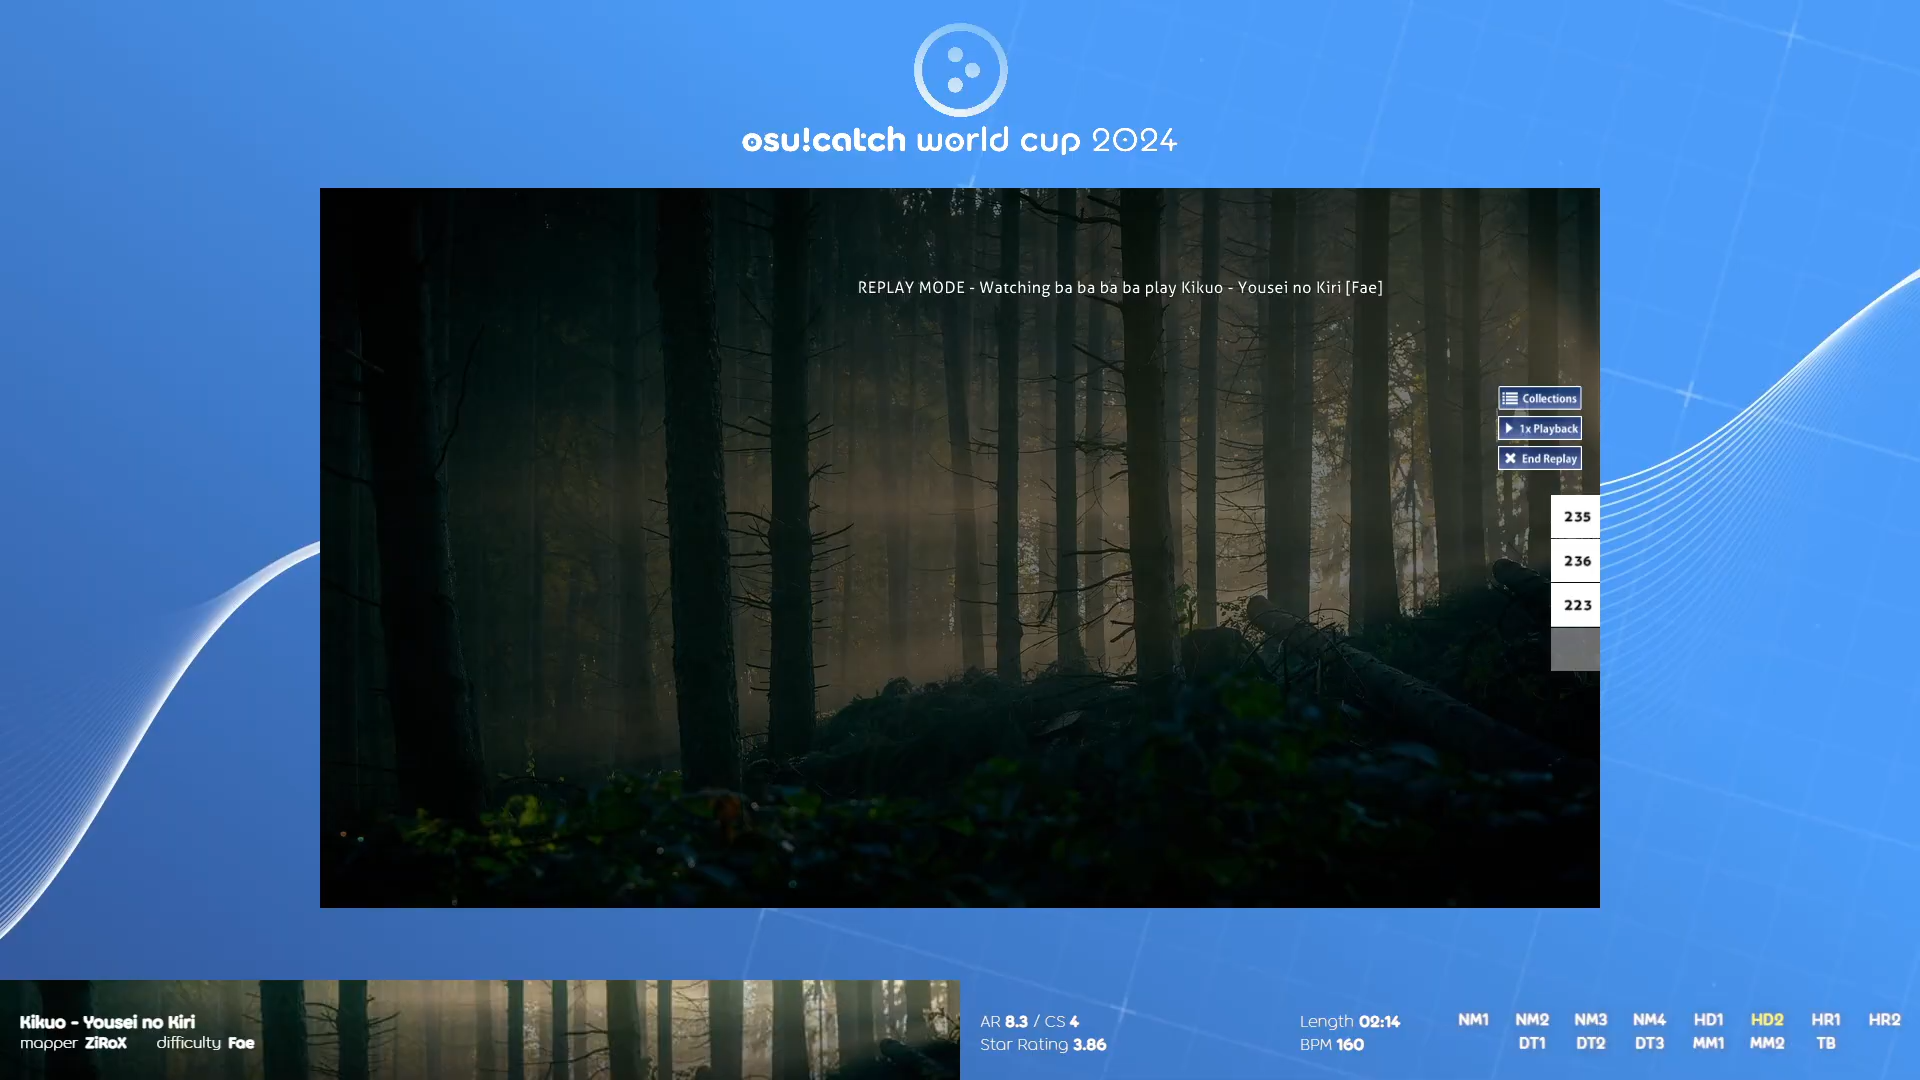 osu!catch world cup 2024
REPLAY MODE - Watching ba ba ba ba play Kikuo - Yousei no Kiri [Fae]
Collections
1x Playback
End Replay
235
236
223
Kikuo - Yousei no Kiri
mapper ZiRoX difficulty Fae
AR 8.3 / CS 4
Star Rating 3.86
Length 02:14
BPM 160
NM1 NM2 NM3 NM4 HD1 HD2 HR1 HR2
DT1 DT2 DT3 MM1 MM2 TB